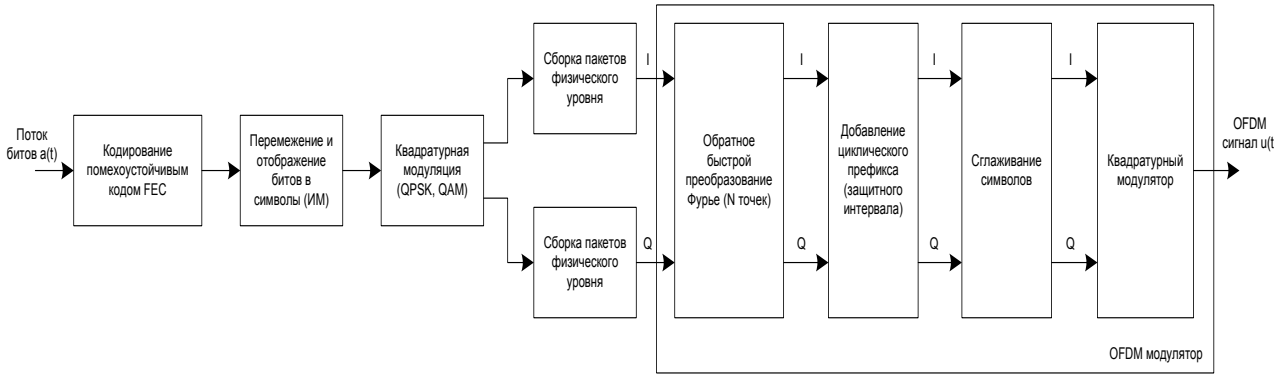 Поток
битов a(t)
Кодирование
помехоустойчивым
кодом FEC
Перемежение и
отображение
битов в
символы (ИМ)
Квадратурная
модуляция
(QPSK, QAM)
Сборка пакетов
физического
уровня
I
Сборка пакетов
физического
уровня
Q
Обратное
быстрой
преобразование
Фурье (N точек)
I
Q
Добавление
циклического
префикса
(защитного
интервала)
I
Q
Сглаживание
символов
I
Q
Квадратурный
модулятор
OFDM
сигнал u(t
OFDM модулятор